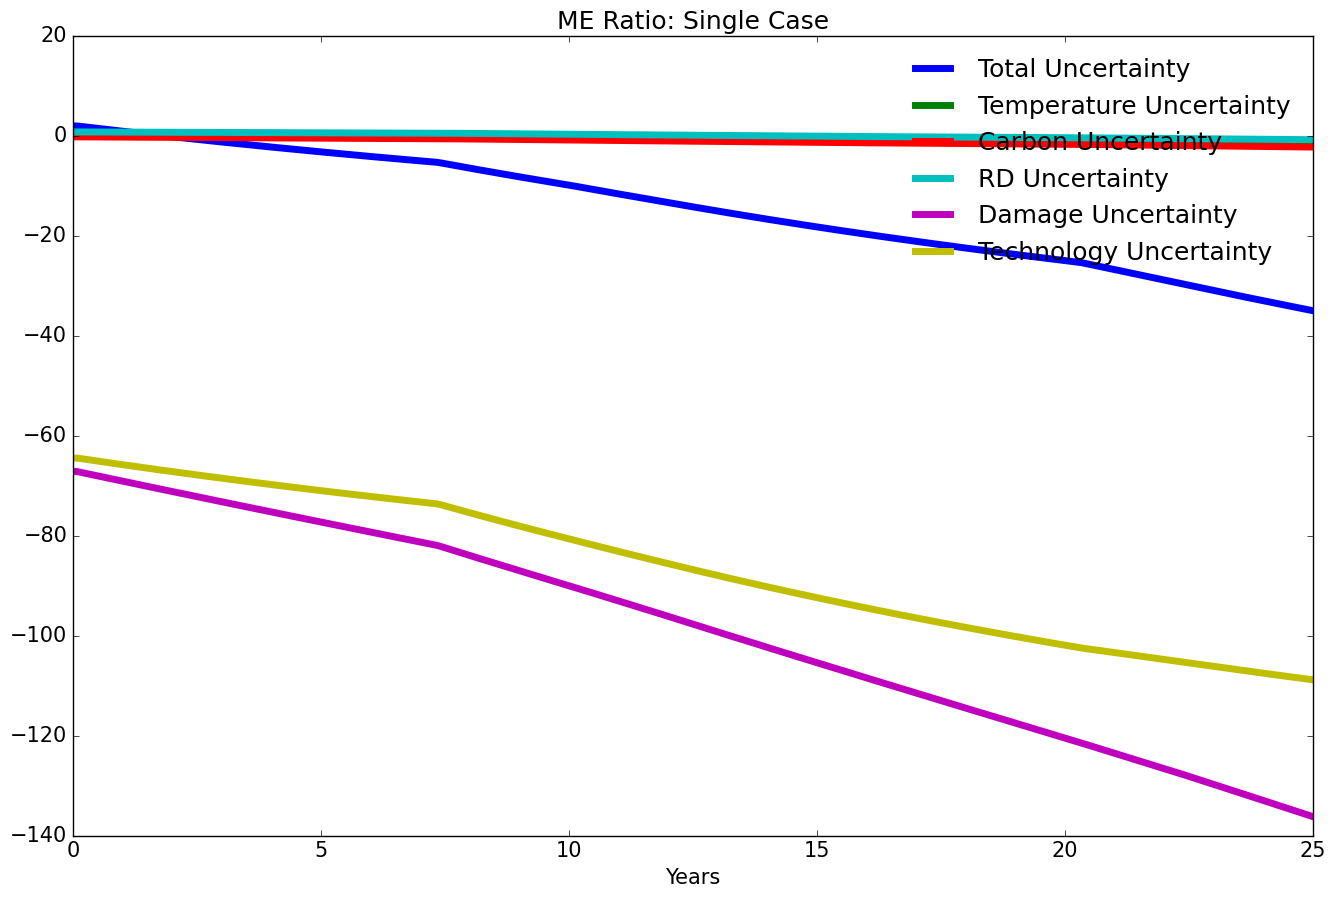 ME Ratio: Single Case
20
0
−20
−40
−60
−80
−100
−120
−140
Total Uncertainty
Temperature Uncertainty
Carbon Uncertainty
RD Uncertainty
Damage Uncertainty
Technology Uncertainty
0 5 10 15 20 25
Years